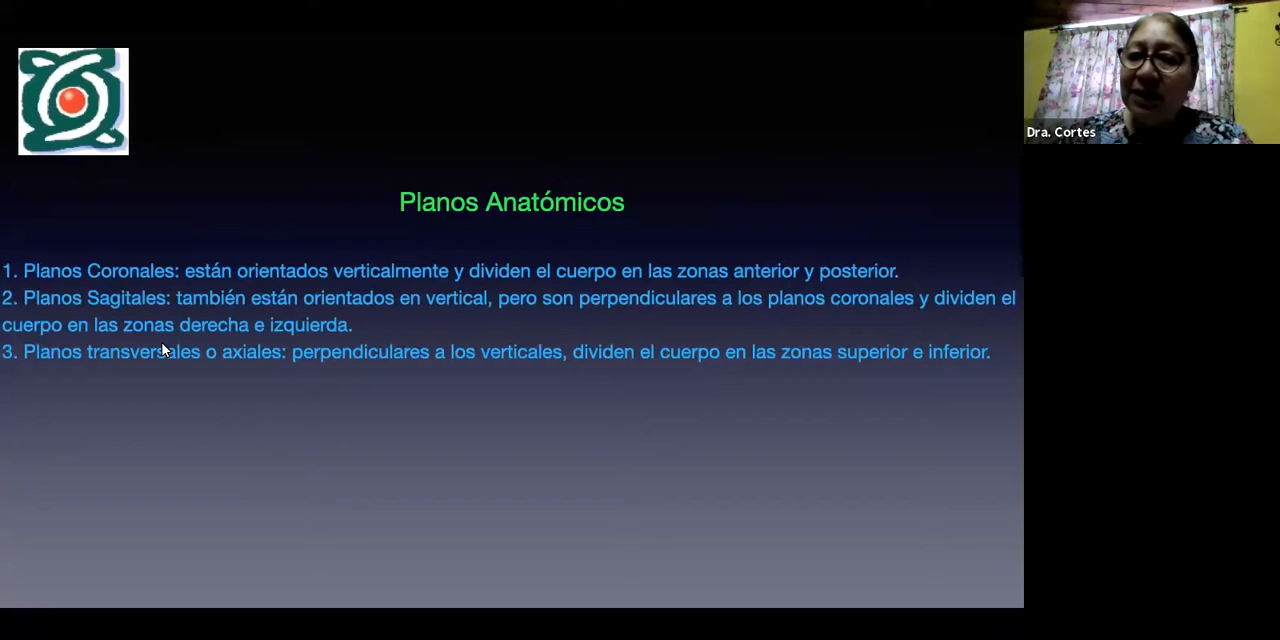 Dra. Cortes
Planos Anatómicos
1. Planos Coronales: están orientados verticalmente y dividen el cuerpo en las zonas anterior y posterior.
2. Planos Sagitales: también están orientados en vertical, pero son perpendiculares a los planos coronales y dividen el
cuerpo en las zonas derecha e izquierda.
3. Planos transversales o axiales: perpendiculares a los verticales, dividen el cuerpo en las zonas superior e inferior.